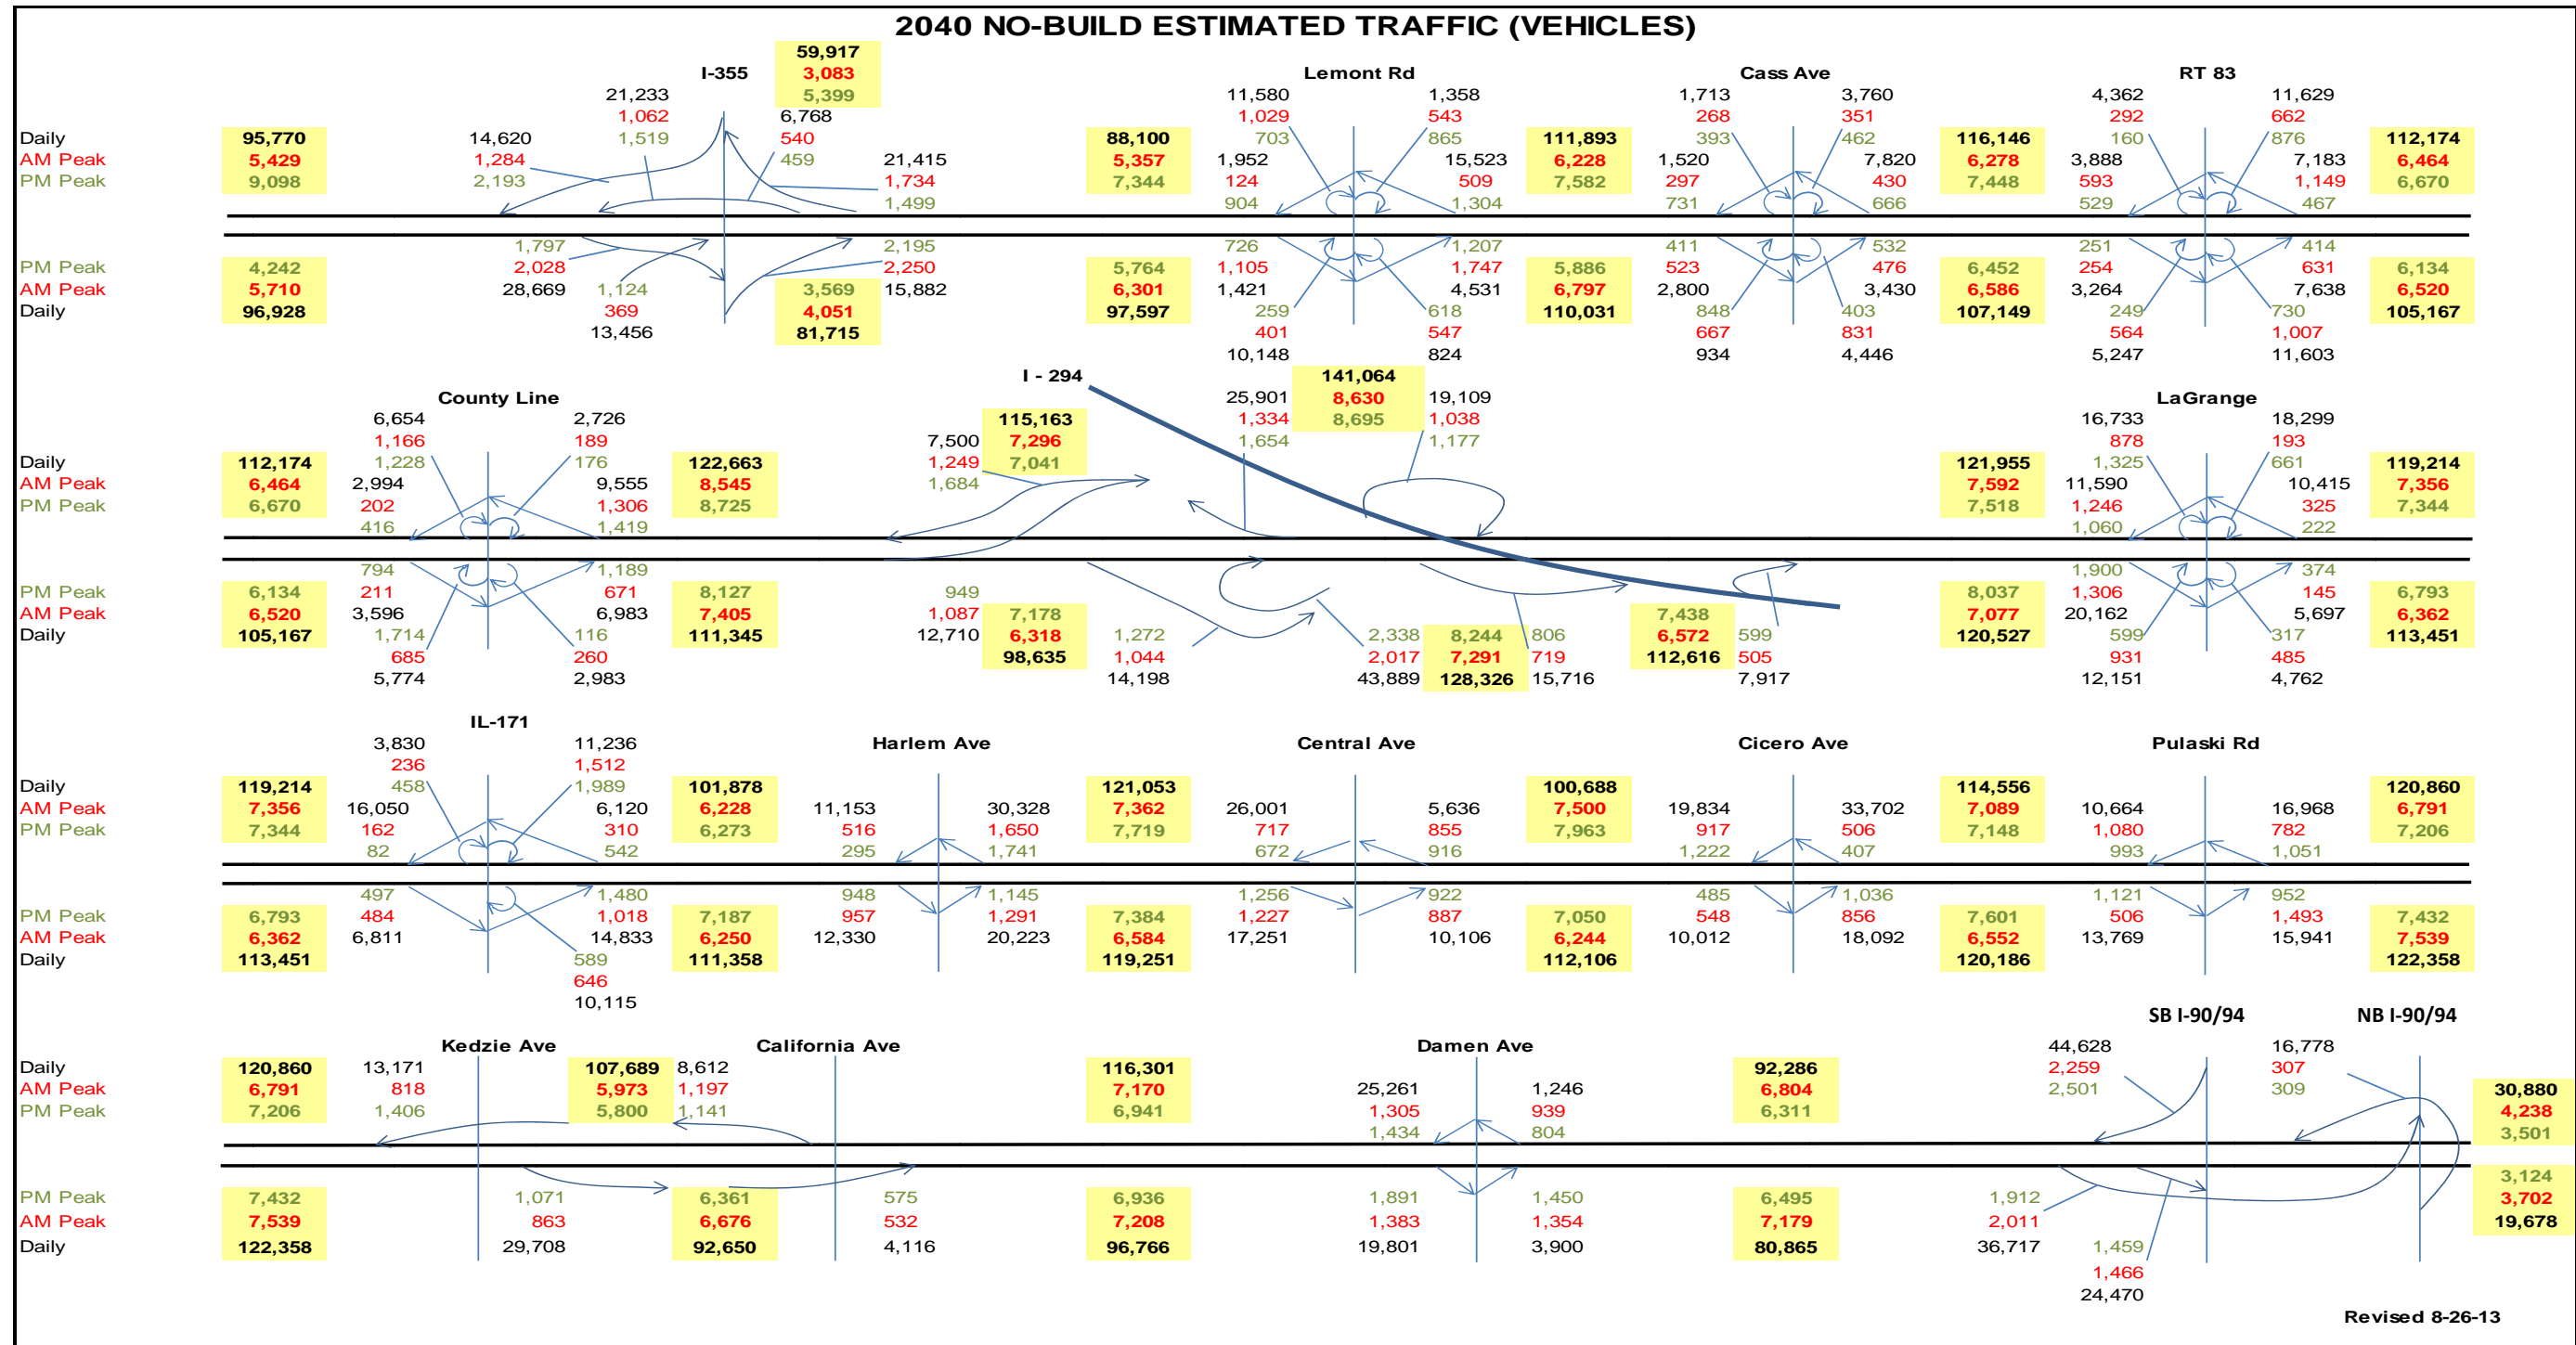 2040 NO-BUILD ESTIMATED TRAFFIC (VEHICLES)
59,917
I-355 3,083 Lemont Rd Cass Ave RT 83
21,233 5,399 11,580 1,358 1,713 3,760 4,362 11,629
1,062 6,768 1,029 543 268 351 292 662
Daily 95,770 14,620 1,519 540 88,100 703 865 111,893 393 462 116,146 160 876 112,174
AM Peak 5,429 1,284 459 21,415 5,357 1,952 15,523 6,228 1,520 7,820 6,278 3,888 7,183 6,464
PM Peak 9,098 2,193 1,734 7,344 124 509 7,582 297 430 7,448 593 1,149 6,670
1,499 904 1,304 731 666 529 467
1,797 2,195 726 1,207 411 532 251 414
PM Peak 4,242 2,028 2,250 5,764 1,105 1,747 5,886 523 476 6,452 254 631 6,134
AM Peak 5,710 28,669 1,124 3,569 15,882 6,301 1,421 4,531 6,797 2,800 3,430 6,586 3,264 7,638 6,520
Daily 96,928 369 4,051 97,597 259 618 110,031 848 403 107,149 249 730 105,167
13,456 81,715 401 547 667 831 564 1,007
10,148 824 934 4,446 5,247 11,603
I - 294 141,064
County Line 25,901 8,630 19,109 LaGrange
6,654 2,726 115,163 1,334 8,695 1,038 16,733 18,299
1,166 189 7,500 7,296 1,654 1,177 878 193
Daily 112,174 1,228 176 122,663 1,249 7,041 121,955 1,325 661 119,214
AM Peak 6,464 2,994 9,555 8,545 1,684 7,592 11,590 10,415 7,356
PM Peak 6,670 202 1,306 8,725 7,518 1,246 325 7,344
416 1,419 1,060 222
794 1,189 1,900 374
PM Peak 6,134 211 671 8,127 949 8,037 1,306 145 6,793
AM Peak 6,520 3,596 6,983 7,405 1,087 7,178 7,438 7,077 20,162 5,697 6,362
Daily 105,167 1,714 116 111,345 12,710 6,318 1,272 2,338 8,244 806 6,572 599 120,527 599 317 113,451
685 260 98,635 1,044 2,017 7,291 719 112,616 505 931 485
5,774 2,983 14,198 43,889 128,326 15,716 7,917 12,151 4,762
IL-171
3,830 11,236 Harlem Ave Central Ave Cicero Ave Pulaski Rd
236 1,512
Daily 119,214 458 1,989 101,878 121,053 100,688 114,556 120,860
AM Peak 7,356 16,050 6,120 6,228 11,153 30,328 7,362 26,001 5,636 7,500 19,834 33,702 7,089 10,664 16,968 6,791
PM Peak 7,344 162 310 6,273 516 1,650 7,719 717 855 7,963 917 506 7,148 1,080 782 7,206
82 542 295 1,741 672 916 1,222 407 993 1,051
497 1,480 948 1,145 1,256 922 485 1,036 1,121 952
PM Peak 6,793 484 1,018 7,187 957 1,291 7,384 1,227 887 7,050 548 856 7,601 506 1,493 7,432
AM Peak 6,362 6,811 14,833 6,250 12,330 20,223 6,584 17,251 10,106 6,244 10,012 18,092 6,552 13,769 15,941 7,539
Daily 113,451 589 111,358 119,251 112,106 120,186 122,358
646
10,115
SB I-90/94 NB I-90/94
Kedzie Ave California Ave Damen Ave 44,628 16,778
Daily 120,860 13,171 107,689 8,612 116,301 92,286 2,259 307
AM Peak 6,791 818 5,973 1,197 7,170 25,261 1,246 6,804 2,501 309 30,880
PM Peak 7,206 1,406 5,800 1,141 6,941 1,305 939 6,311 4,238
1,434 804 3,501
3,124
PM Peak 7,432 1,071 6,361 575 6,936 1,891 1,450 6,495 1,912 3,702
AM Peak 7,539 863 6,676 532 7,208 1,383 1,354 7,179 2,011 19,678
Daily 122,358 29,708 92,650 4,116 96,766 19,801 3,900 80,865 36,717 1,459
1,466
24,470
Revised 8-26-13